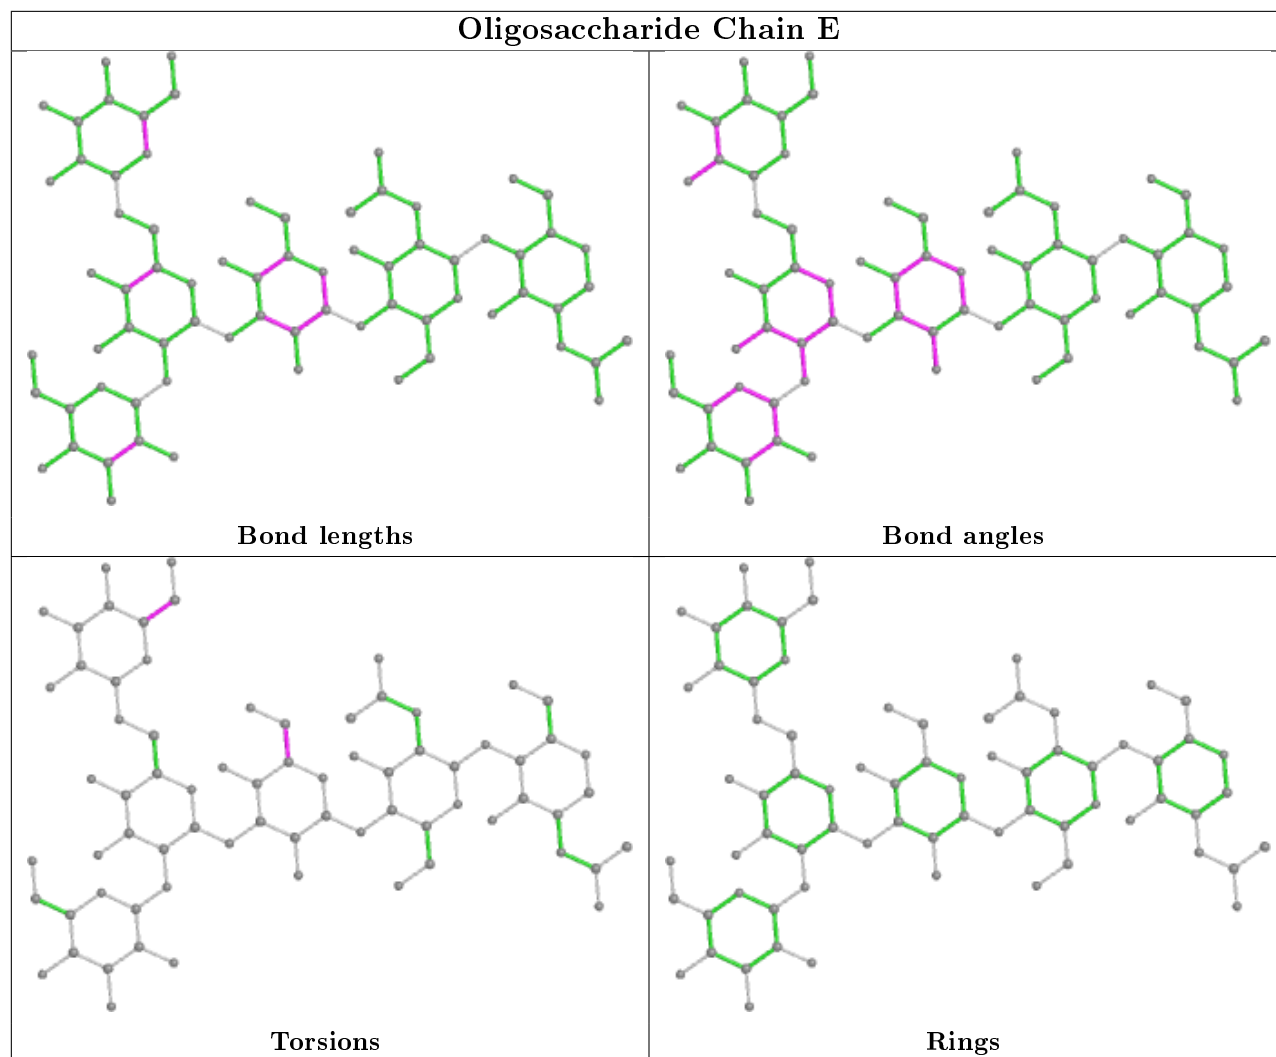 Oligosaccharide Chain E
Bond lengths
Bond angles
Torsions
Rings